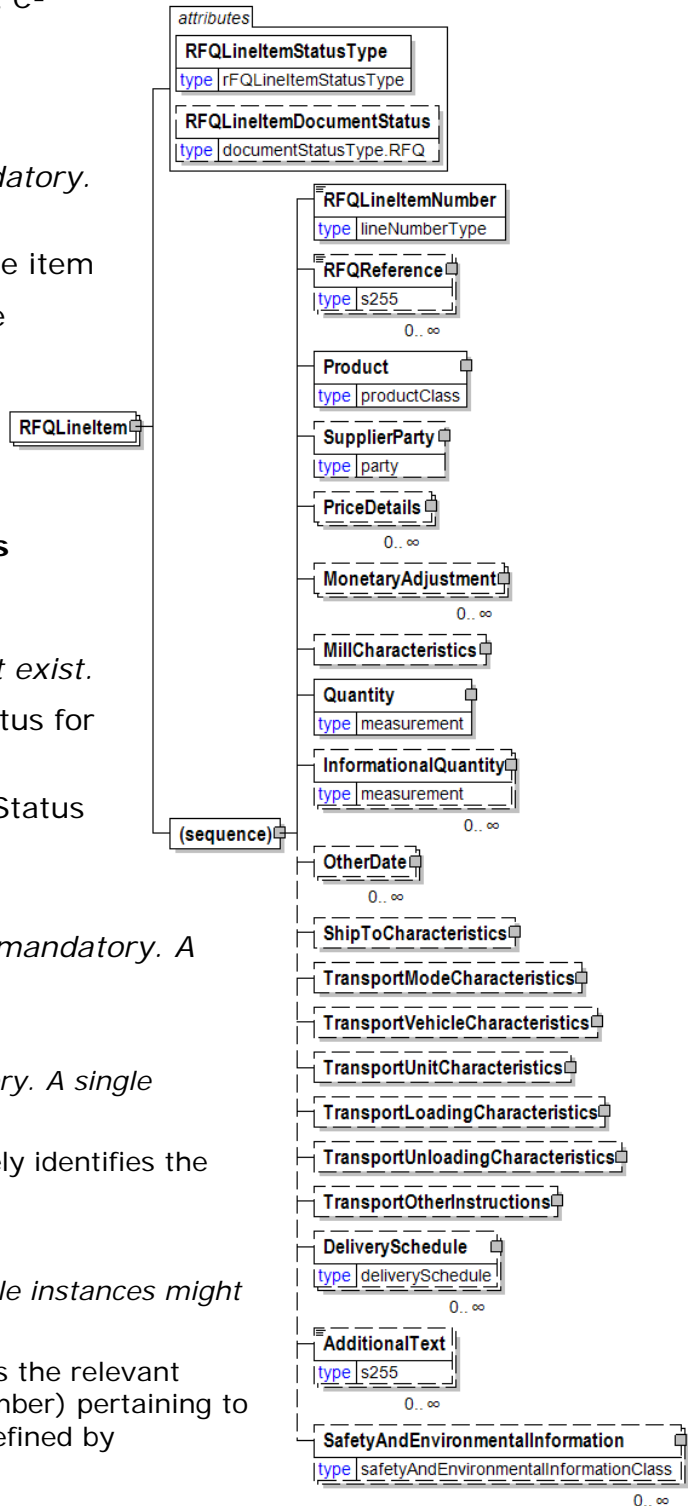 attributes
RFQLineItemStatusType
type rFQLineItemStatusType
RFQLineItemDocumentStatus
type documentStatusType.RFQ
datory.
e item
e
s
t exist.
tus for
Status
mandatory. A
ry. A single
ely identifies the
le instances might
s the relevant
mber) pertaining to
efined by
RFQLineItem
(sequence)
RFQLineItemNumber
type lineNumberType
RFQReference
type s255
0..∞
Product
type productClass
SupplierParty
type party
PriceDetails
0..∞
MonetaryAdjustment
0..∞
MillCharacteristics
Quantity
type measurement
InformationalQuantity
type measurement
0..∞
OtherDate
0..∞
ShipToCharacteristics
TransportModeCharacteristics
TransportVehicleCharacteristics
TransportUnitCharacteristics
TransportLoadingCharacteristics
TransportUnloadingCharacteristics
TransportOtherInstructions
DeliverySchedule
type deliverySchedule
0..∞
AdditionalText
type s255
0..∞
SafetyAndEnvironmentalInformation
type safetyAndEnvironmentalInformationClass
0..∞